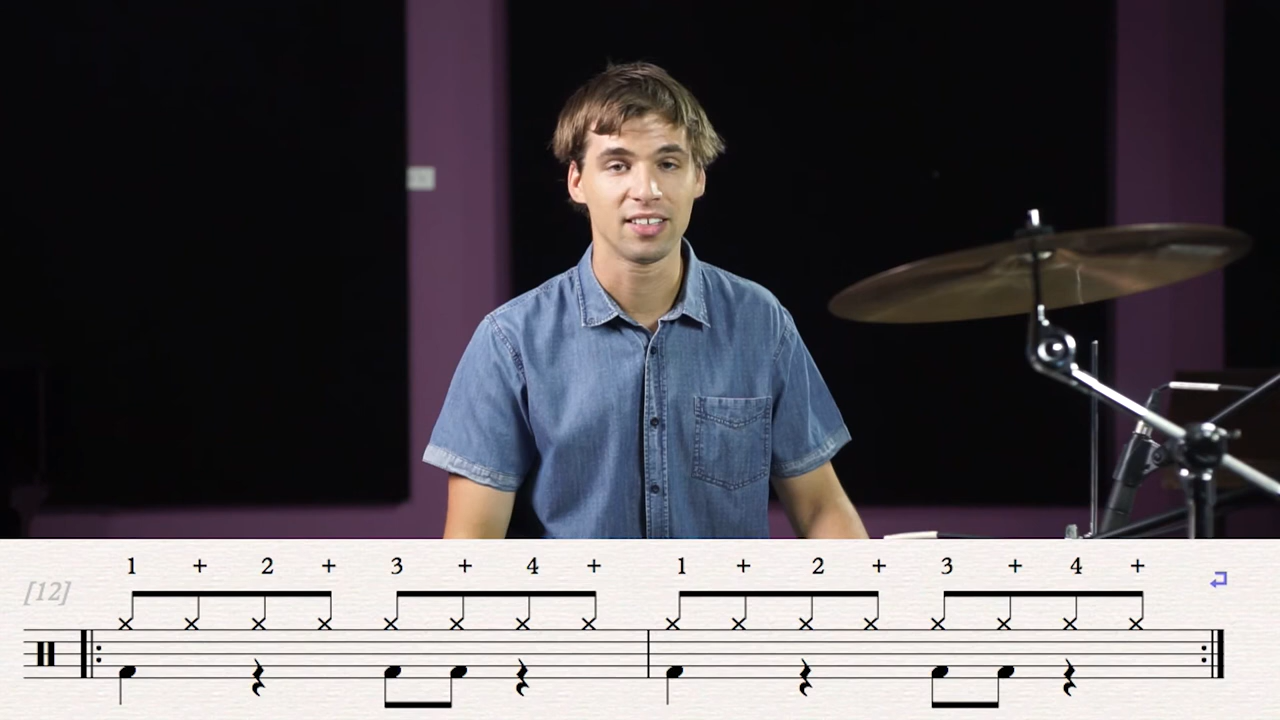 1 + 2 + 3 + 4 + 1 + 2 + 3 + 4 +
[12]